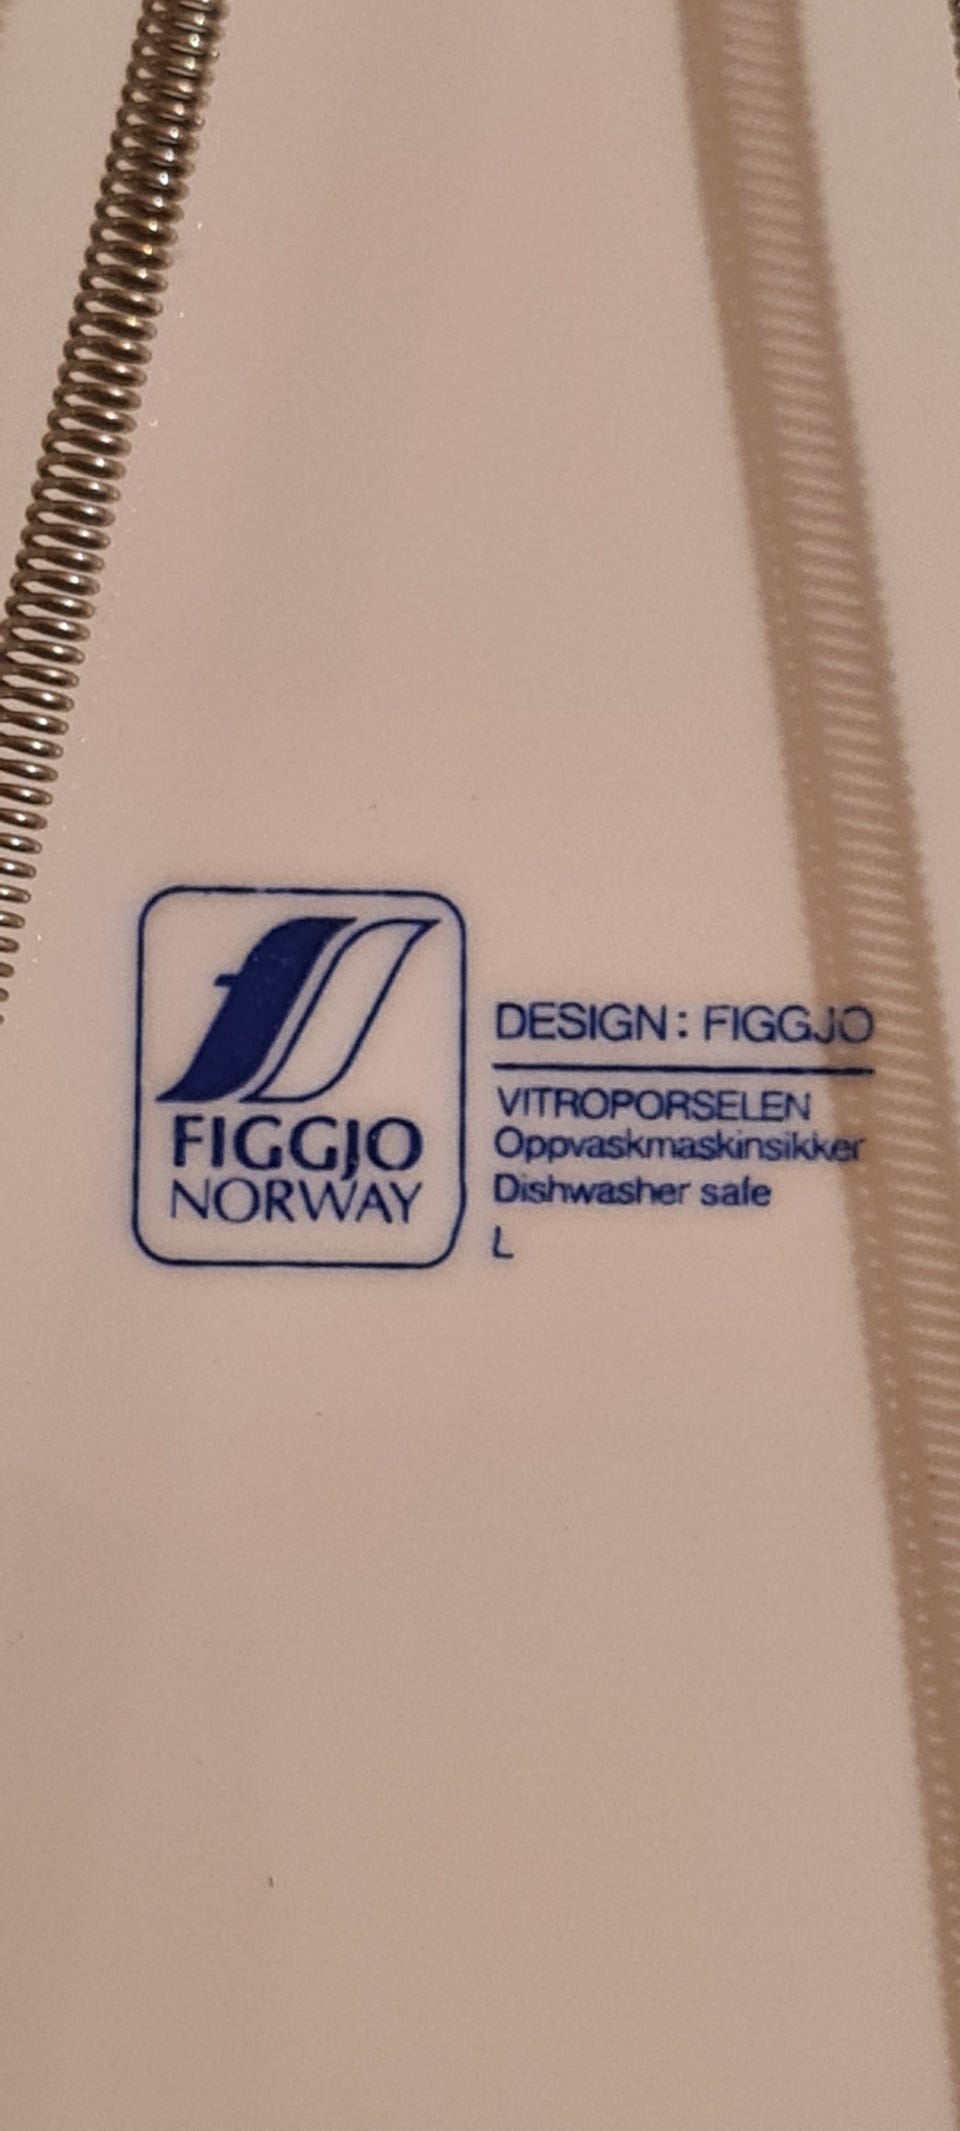 FIGGJO
NORWAY
DESIGN: FIGGJO
VITROPORSELEN
Oppvaskmaskinsikker
Dishwasher safe
L